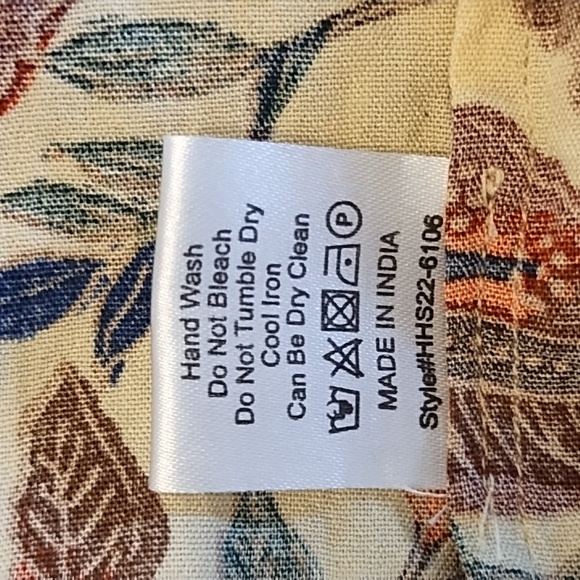 Hand Wash
Do Not Bleach
Do Not Tumble Dry
Cool Iron
Can Be Dry Clean
P
MADE IN INDIA
Style#HHS22-6106